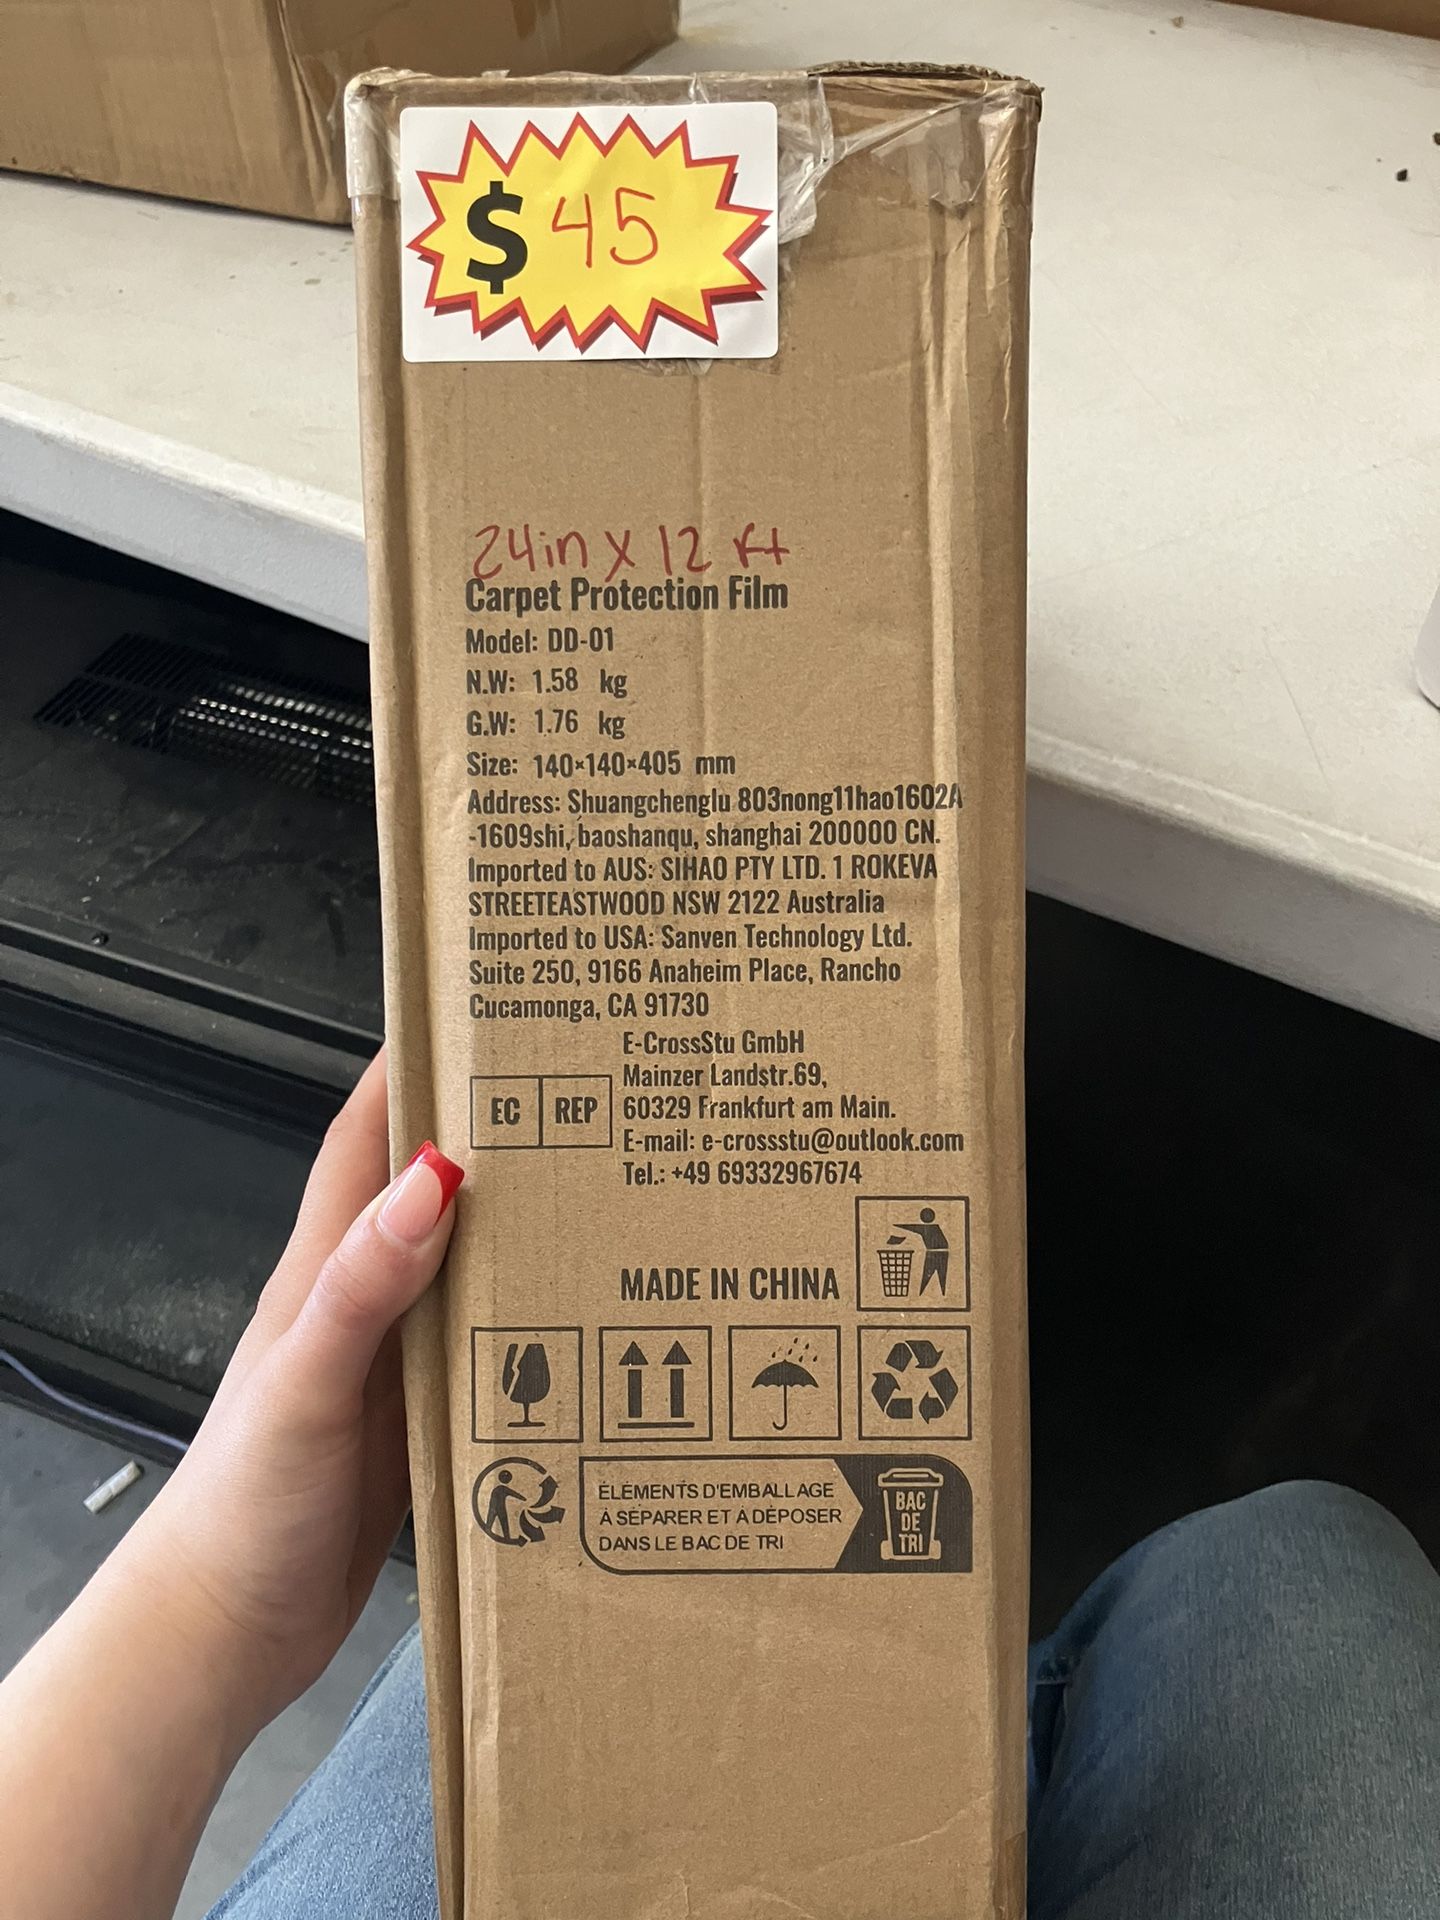 $ 45
24in x 12 ft
Carpet Protection Film
Model: DD-01
N.W: 1.58 kg
G.W: 1.76 kg
Size: 140×140×405 mm
Address: Shuangchenglu 803nong11hao1602A
-1609shi, baoshanqu, shanghai 200000 CN.
Imported to AUS: SIHAO PTY LTD. 1 ROKEVA
STREETEASTWOOD NSW 2122 Australia
Imported to USA: Sanven Technology Ltd.
Suite 250, 9166 Anaheim Place, Rancho
Cucamonga, CA 91730
EC REP
E-CrossStu GmbH
Mainzer Landstr.69,
60329 Frankfurt am Main.
E-mail: e-crossstu@outlook.com
Tel.: +49 69332967674
MADE IN CHINA
ÉLÉMENTS D'EMBALLAGE
À SÉPARER ET À DÉPOSER
DANS LE BAC DE TRI
BAC
DE
TRI